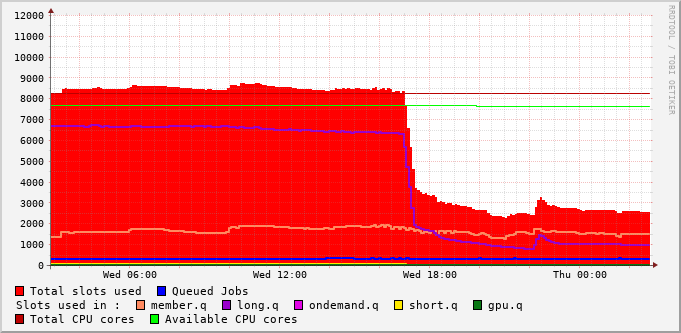 RRDTOOL / TOBI OETIKER
12000
11000
10000
9000
8000
7000
6000
5000
4000
3000
2000
1000
0
Wed 06:00 Wed 12:00 Wed 18:00 Thu 00:00
Total slots used Queued Jobs
Slots used in : member.q long.q ondemand.q short.q gpu.q
Total CPU cores Available CPU cores